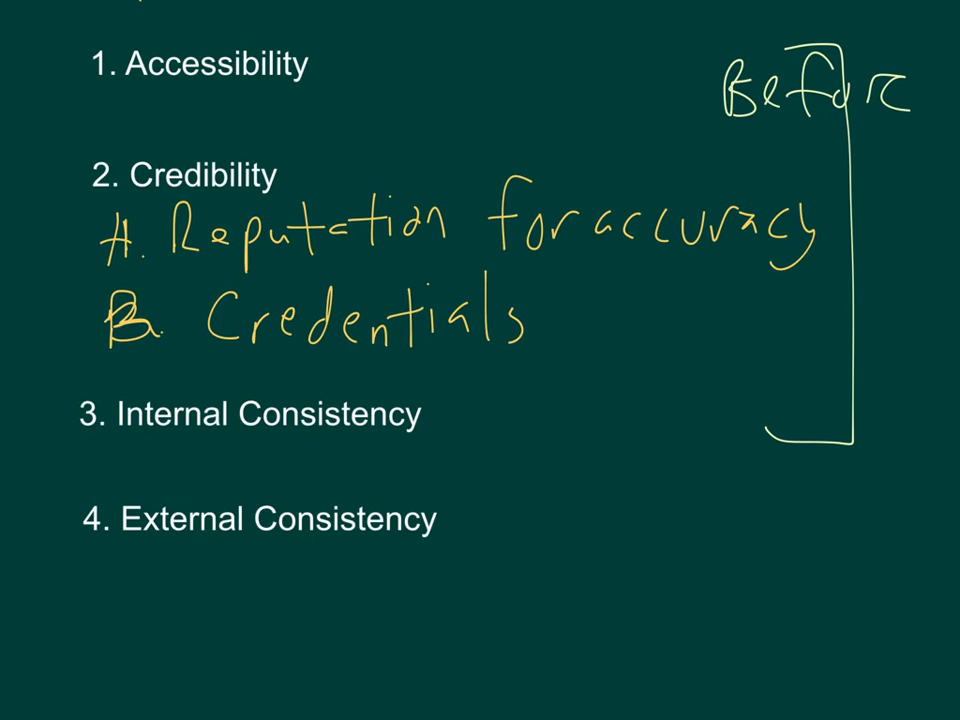 1. Accessibility
Before
2. Credibility
A. Reputation for accuracy
B. Credentials
3. Internal Consistency
4. External Consistency